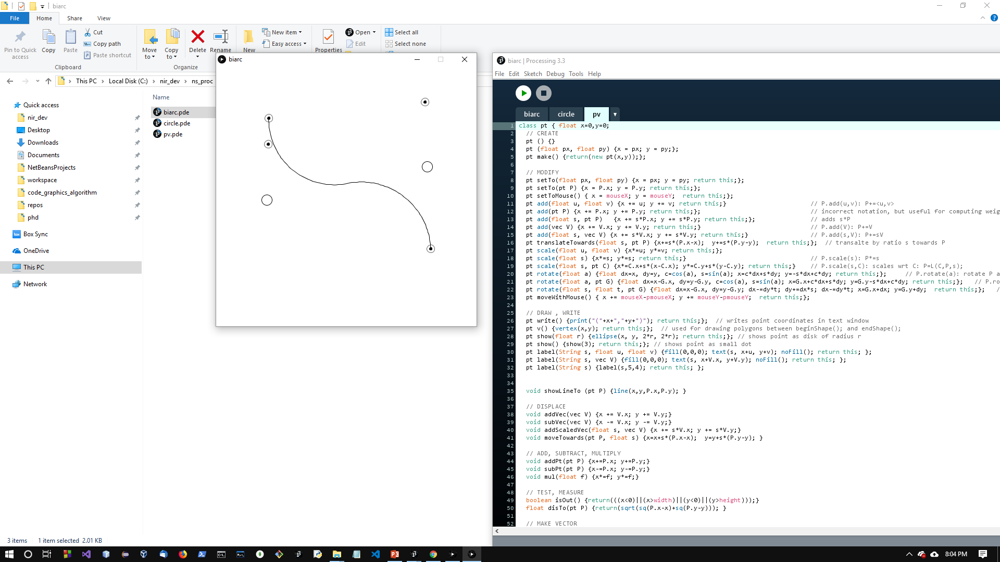 biarc
File Home Share View
Pin to Quick access
Copy
Paste
Cut
Copy path
Paste shortcut
Clipboard
Move to
Copy to
Delete
Rename
Organize
New
New item
Easy access
Properties
Open
Edit
Select all
Select none
This PC > Local Disk (C:) > nir_dev > ns_proc
Quick access
nir_dev
Desktop
Downloads
Documents
NetBeansProjects
workspace
code_graphics_algorithm
repos
phd
Box Sync
OneDrive
This PC
Network
Name
biarc.pde
circle.pde
pv.pde
3 items 1 item selected 2.01 KB
biarc
biarc | Processing 3.3
File Edit Sketch Debug Tools Help
biarc circle pv
1 class pt { float x=0,y=0;
2 // CREATE
3 pt () {}
4 pt (float px, float py) {x = px; y = py;};
5 pt make() {return(new pt(x,y));};
6
7 // MODIFY
8 pt setTo(float px, float py) {x = px; y = py; return this;};
9 pt setTo(pt P) {x = P.x; y = P.y; return this;};
10 pt setToMouse() { x = mouseX; y = mouseY;  return this;};
11 pt add(float u, float v) {x += u; y += v; return this;} // P.add(u,v): P+=<u,v>
12 pt add(pt P) {x += P.x; y += P.y; return this;}; // incorrect notation, but useful for computing
13 pt add(float s, pt P)   {x += s*P.x; y += s*P.y; return this;}; // adds s*P
14 pt add(vec V) {x += V.x; y += V.y; return this;} // P.add(V): P+=V
15 pt add(float s, vec V) {x += s*V.x; y += s*V.y; return this;} // P.add(s,V): P+=sV
16 pt translateTowards(float s, pt P) {x+=s*(P.x-x);  y+=s*(P.y-y);  return this;};  // transalte by ratio s towards P
17 pt scale(float u, float v) {x*=u; y*=v; return this;};
18 pt scale(float s) {x*=s; y*=s; return this;} // P.scale(s): P*=s
19 pt scale(float s, pt C) {x*=C.x+s*(x-C.x); y*=C.y+s*(y-C.y); return this;} // P.scale(s,C): scales wrt C: P=L(C,P,s);
20 pt rotate(float a) {float dx=x, dy=y, c=cos(a), s=sin(a); x=c*dx+s*dy; y=-s*dx+c*dy; return this;}; // P.rotate(a): rotate P a
21 pt rotate(float a, pt G) {float dx=x-G.x, dy=y-G.y, c=cos(a), s=sin(a); x=G.x+c*dx+s*dy; y=G.y-s*dx+c*dy; return this;}; // P.ro
22 pt rotate(float s, float t, pt G) {float dx=x-G.x, dy=y-G.y; dx-=dy*t; dy+=dx*s; dx-=dy*t; x=G.x+dx; y=G.y+dy;  return this;}; //
23 pt moveWithMouse() { x += mouseX-pmouseX; y += mouseY-pmouseY;  return this;};
24
25 // DRAW , WRITE
26 pt write() {print("("+x+","+y+")"); return this;};  // writes point coordinates in text window
27 pt v() {vertex(x,y); return this;};  // used for drawing polygons between beginShape(); and endShape();
28 pt show(float r) {ellipse(x, y, 2*r, 2*r); return this;}; // shows point as disk of radius r
29 pt show() {show(3); return this;}; // shows point as small dot
30 pt label(String s, float u, float v) {fill(0,0,0); text(s, x+u, y+v); noFill(); return this; };
31 pt label(String s, vec V) {fill(0,0,0); text(s, x+V.x, y+V.y); noFill(); return this; };
32 pt label(String s) {label(s,5,4); return this; };
33
34
35 void showLineTo (pt P) {line(x,y,P.x,P.y); }
36
37 // DISPLACE
38 void addVec(vec V) {x += V.x; y += V.y;}
39 void subVec(vec V) {x -= V.x; y -= V.y;}
40 void addScaledVec(float s, vec V) {x += s*V.x; y += s*V.y;}
41 void moveTowards(pt P, float s) {x=x+s*(P.x-x);  y=y+s*(P.y-y); }
42
43 // ADD, SUBTRACT, MULTIPLY
44 void addPt(pt P) {x+=P.x; y+=P.y;}
45 void subPt(pt P) {x-=P.x; y-=P.y;}
46 void mul(float f) {x*=f; y*=f;}
47
48 // TEST, MEASURE
49 boolean isOut() {return(((x<0)||(x>width)||(y<0)||(y>height)));}
50 float disTo(pt P) {return(sqrt(sq(P.x-x)+sq(P.y-y))); }
51
52 // MAKE VECTOR
8:04 PM